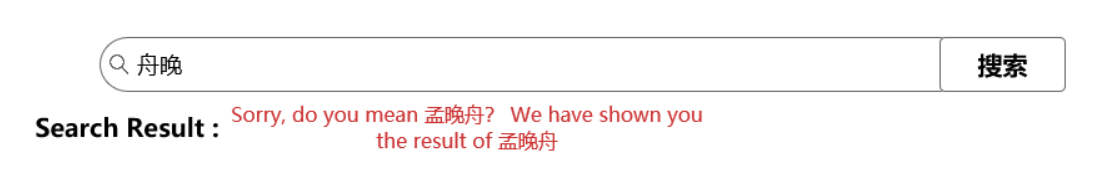 舟晚
搜索
Search Result :
Sorry, do you mean 孟晚舟? We have shown you
the result of 孟晚舟